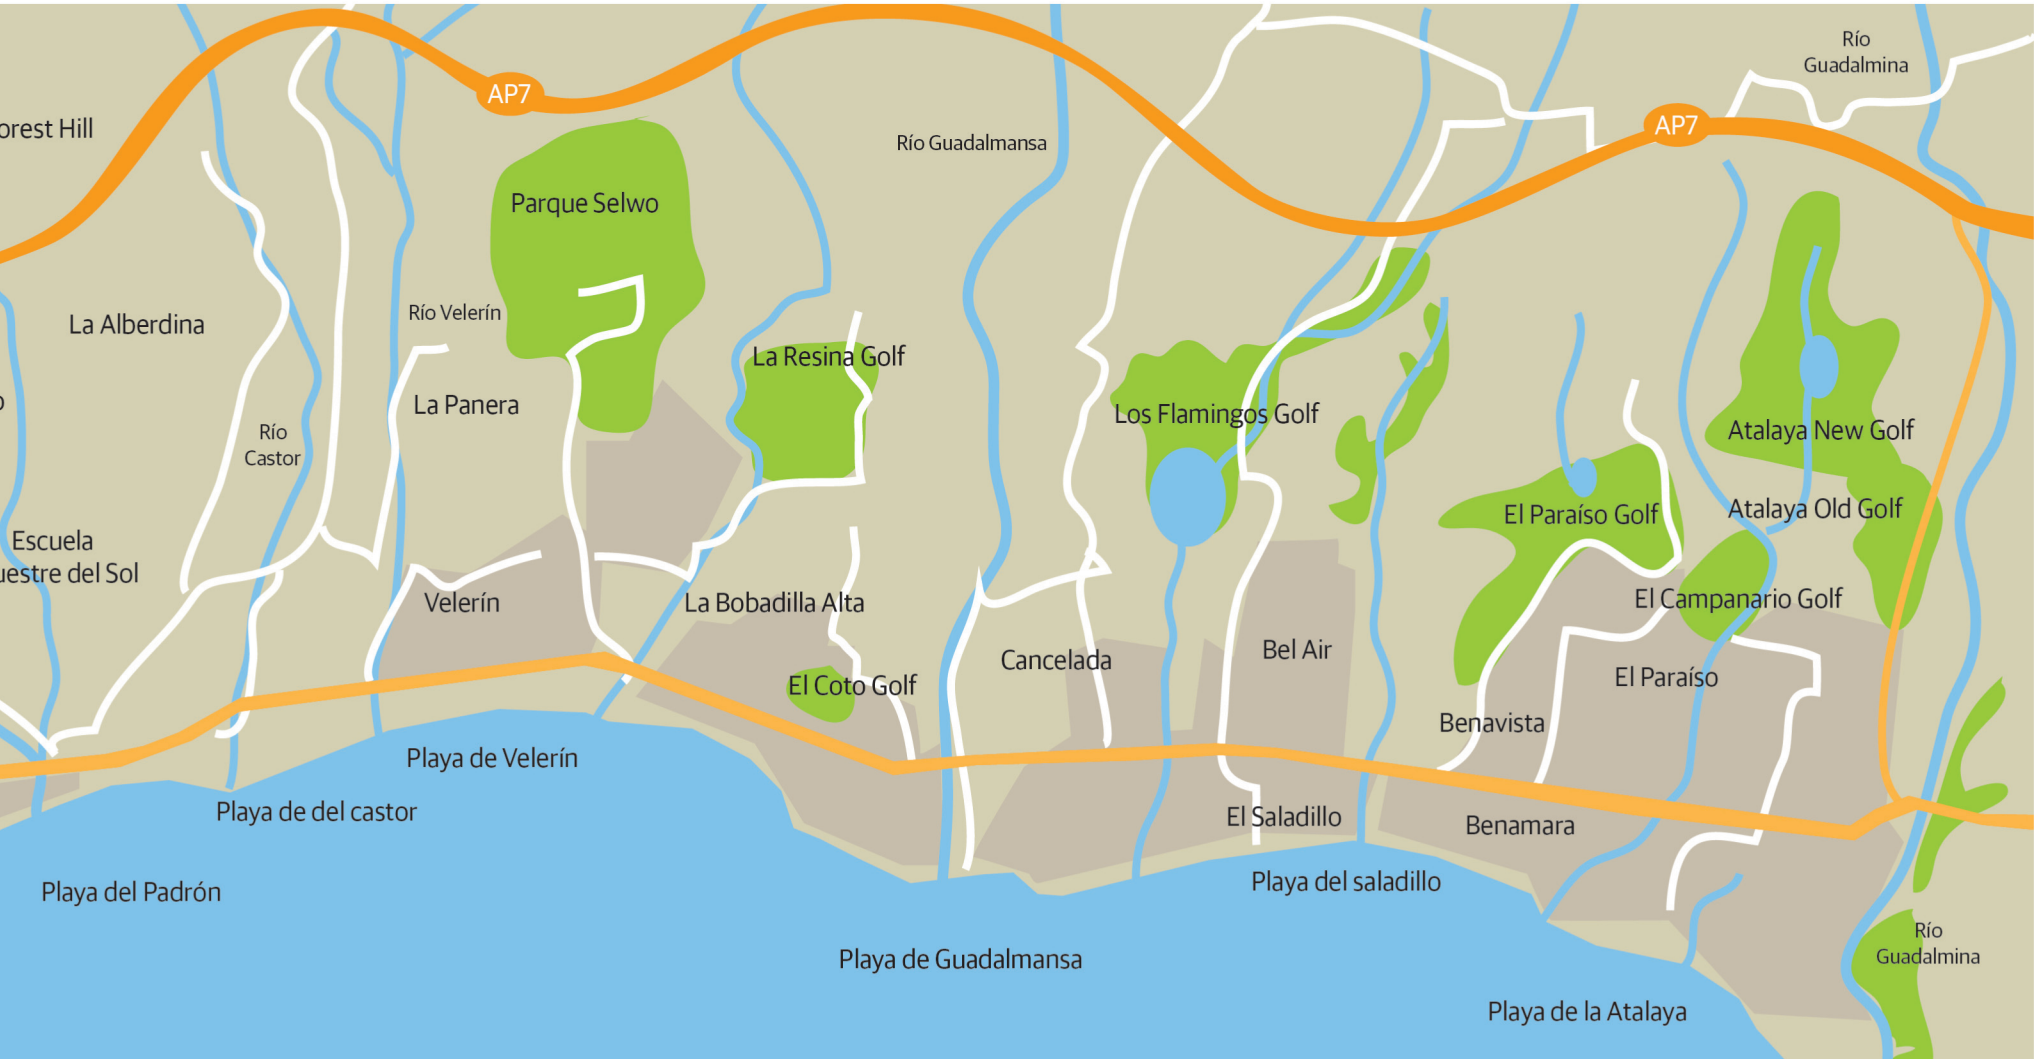 Río
Guadalmina
AP7
AP7
orest Hill
Río Guadalmansa
Parque Selwo
La Alberdina
Río Velerín
La Resina Golf
La Panera
Los Flamingos Golf
Río
Castor
Atalaya New Golf
El Paraíso Golf
Atalaya Old Golf
Escuela
uestre del Sol
Velerín
La Bobadilla Alta
El Campanario Golf
Cancelada
Bel Air
El Coto Golf
El Paraíso
Benavista
Playa de Velerín
Playa de del castor
El Saladillo
Benamara
Playa del Padrón
Playa del saladillo
Playa de Guadalmansa
Río
Guadalmina
Playa de la Atalaya